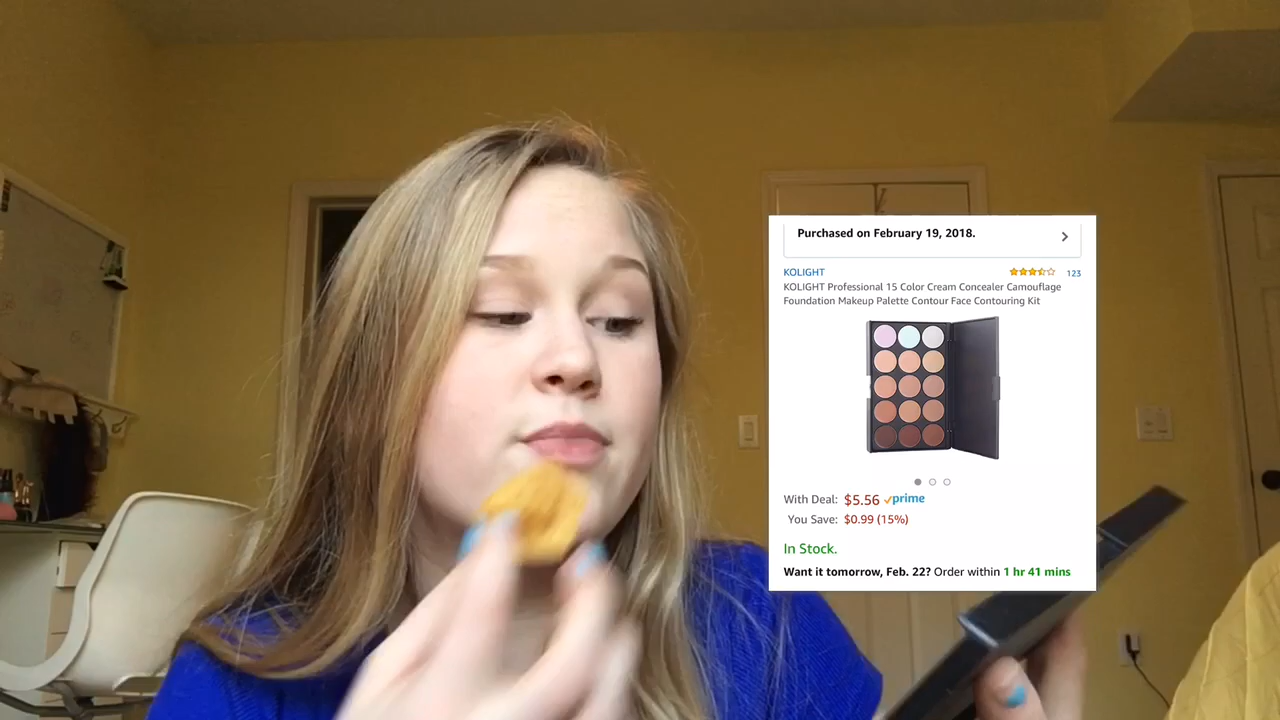 Purchased on February 19, 2018.
KOLIGHT 123
KOLIGHT Professional 15 Color Cream Concealer Camouflage
Foundation Makeup Palette Contour Face Contouring Kit
With Deal: $5.56 prime
You Save: $0.99 (15%)
In Stock.
Want it tomorrow, Feb. 22? Order within 1 hr 41 mins